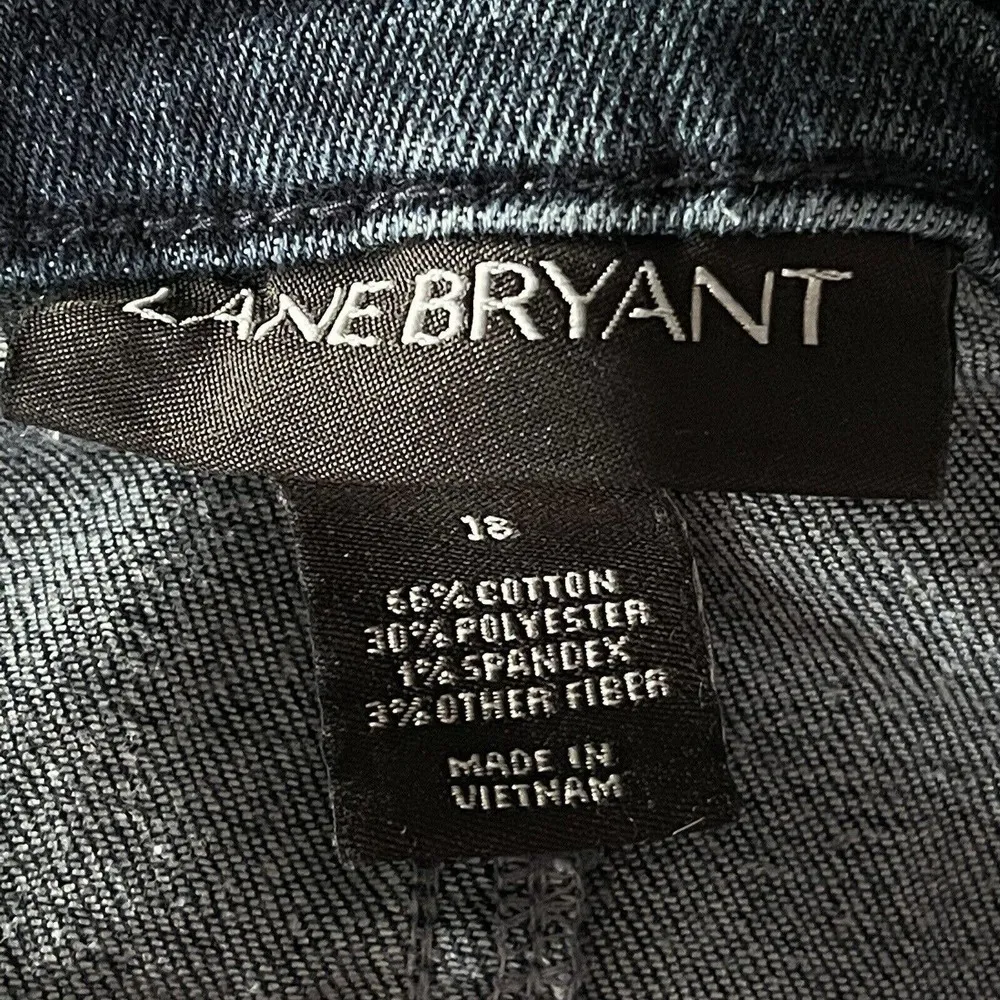 LANE BRYANT
18
66% COTTON
30% POLYESTER
1% SPANDEX
3% OTHER FIBER
MADE IN
VIETNAM